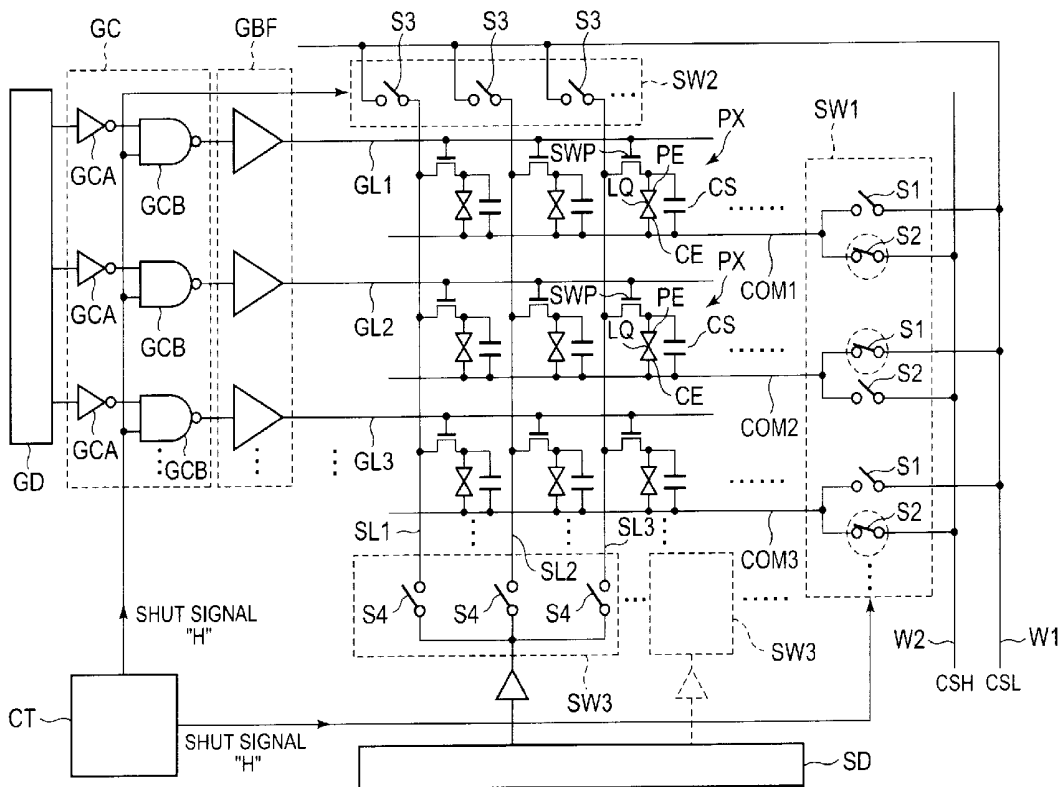 GC
GBF
S3
S3
S3
SW2
SW1
PX
SWP
PE
LQ
CS
S1
GCA
GCB
GL1
CE
COM1
S2
PX
SWP
PE
LQ
CS
S1
GCA
GCB
GL2
CE
COM2
S2
GCA
GCB
GL3
S1
S2
GD
SL1
SL2
SL3
COM3
S4
S4
S4
SW3
SW3
SHUT SIGNAL
"H"
W2
W1
CSH
CSL
CT
SHUT SIGNAL
"H"
SD